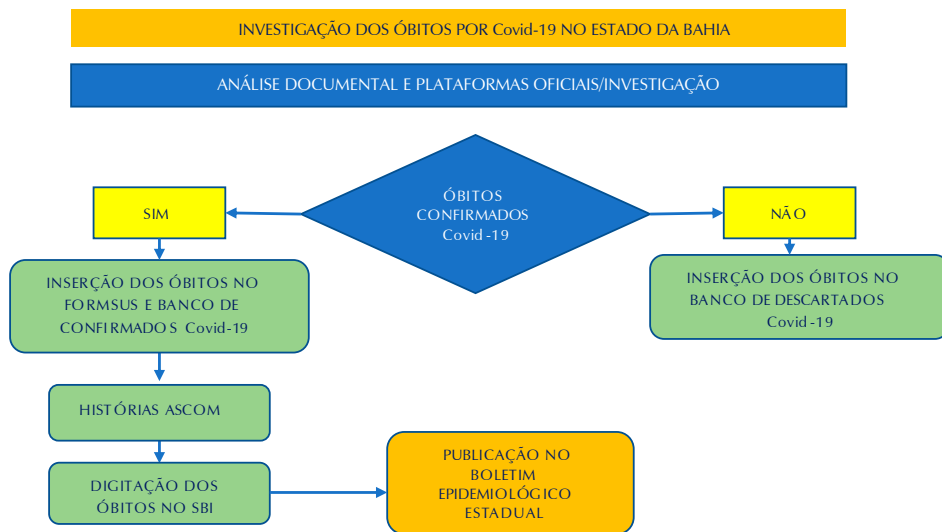 INVESTIGAÇÃO DOS ÓBITOS POR Covid-19 NO ESTADO DA BAHIA
ANÁLISE DOCUMENTAL E PLATAFORMAS OFICIAIS/INVESTIGAÇÃO
ÓBITOS
CONFIRMADOS
Covid-19
SIM
NÃO
INSERÇÃO DOS ÓBITOS NO
FORMSUS E BANCO DE
CONFIRMADOS Covid-19
INSERÇÃO DOS ÓBITOS NO
BANCO DE DESCARTADOS
Covid-19
HISTÓRIAS ASCOM
DIGITAÇÃO DOS
ÓBITOS NO SBI
PUBLICAÇÃO NO
BOLETIM
EPIDEMIOLÓGICO
ESTADUAL